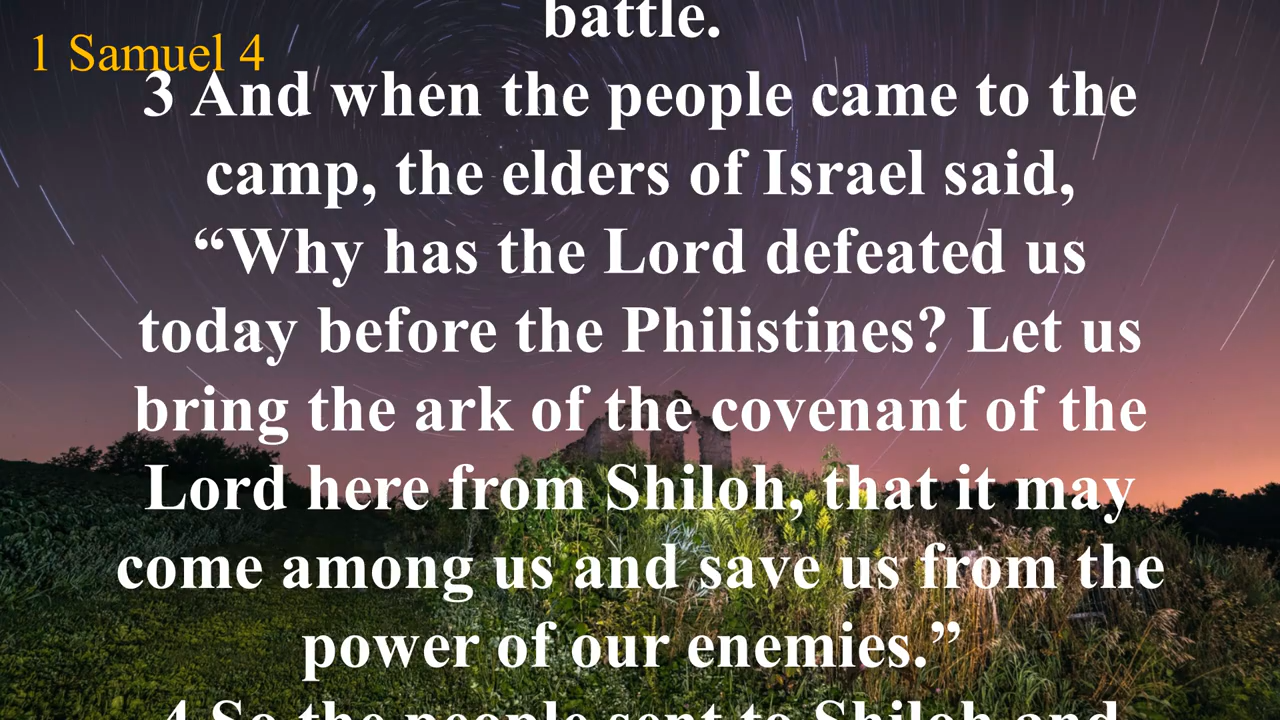 battle.
1 Samuel 4
3 And when the people came to the
camp, the elders of Israel said,
“Why has the Lord defeated us
today before the Philistines? Let us
bring the ark of the covenant of the
Lord here from Shiloh, that it may
come among us and save us from the
power of our enemies.”
4 So the people sent to Shiloh and